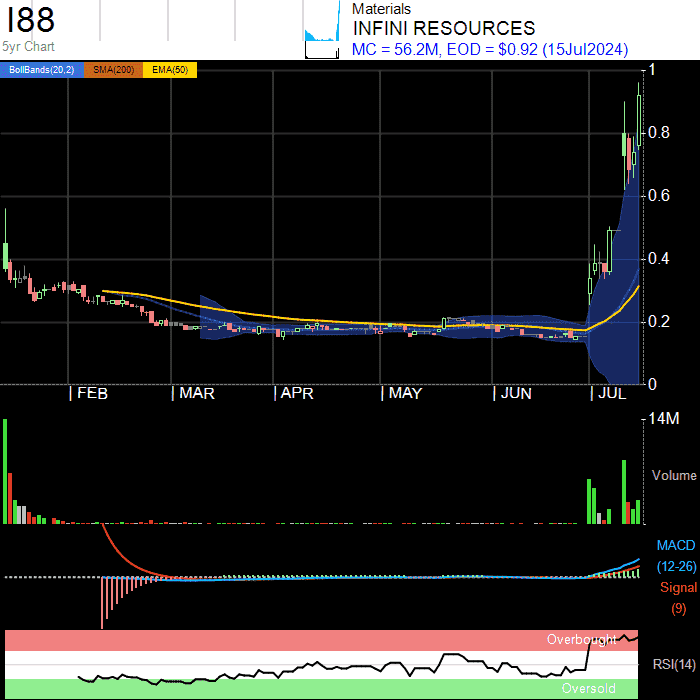 I88
5yr Chart
Materials
INFINI RESOURCES
MC = 56.2M, EOD = $0.92 (15Jul2024)
BollBands(20,2) SMA(200) EMA(50)
1
0.8
0.6
0.4
0.2
0
FEB MAR APR MAY JUN JUL
14M
Volume
MACD
(12-26)
Signal
(9)
Overbought
RSI(14)
Oversold